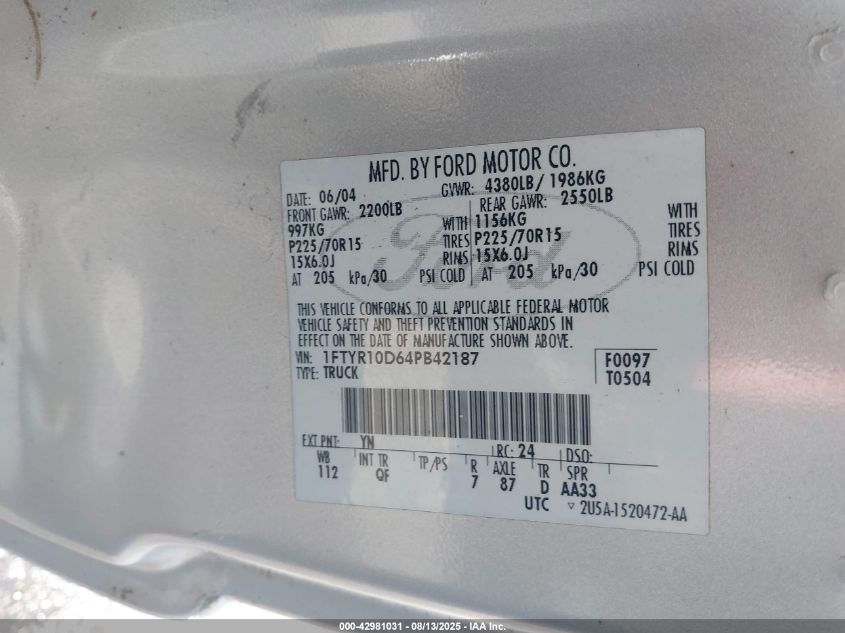 MFD. BY FORD MOTOR CO.
DATE: 06/04 GVWR: 4380LB/ 1986KG
FRONT GAWR: 2200LB REAR GAWR: 2550LB
997KG WITH 1156KG WITH
P225/70R15 TIRES P225/70R15 TIRES
15X6.0J RIMS 15X6.0J RIMS
AT 205 kPa/30 PSI COLD AT 205 kPa/30 PSI COLD
Ford
THIS VEHICLE CONFORMS TO ALL APPLICABLE FEDERAL MOTOR
VEHICLE SAFETY AND THEFT PREVENTION STANDARDS IN
EFFECT ON THE DATE OF MANUFACTURE SHOWN ABOVE.
VIN: 1FTYR10D64PB42187 F0097
TYPE: TRUCK T0504
EXT PNT: YN RC: 24 DSO:
WB INT TR TP/PS R AXLE TR SPR
112 QF 7 87 D AA33
UTC ▽ 2U5A-1520472-AA
000-42981031 - 08/13/2025 - IAA Inc.